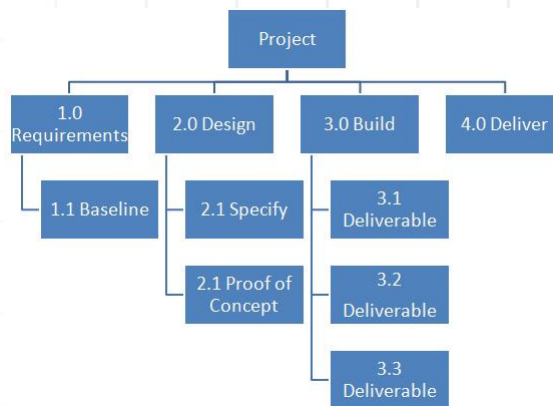 Project
1.0
Requirements
2.0 Design
3.0 Build
4.0 Deliver
1.1 Baseline
2.1 Specify
3.1
Deliverable
2.1 Proof of
Concept
3.2
Deliverable
3.3
Deliverable